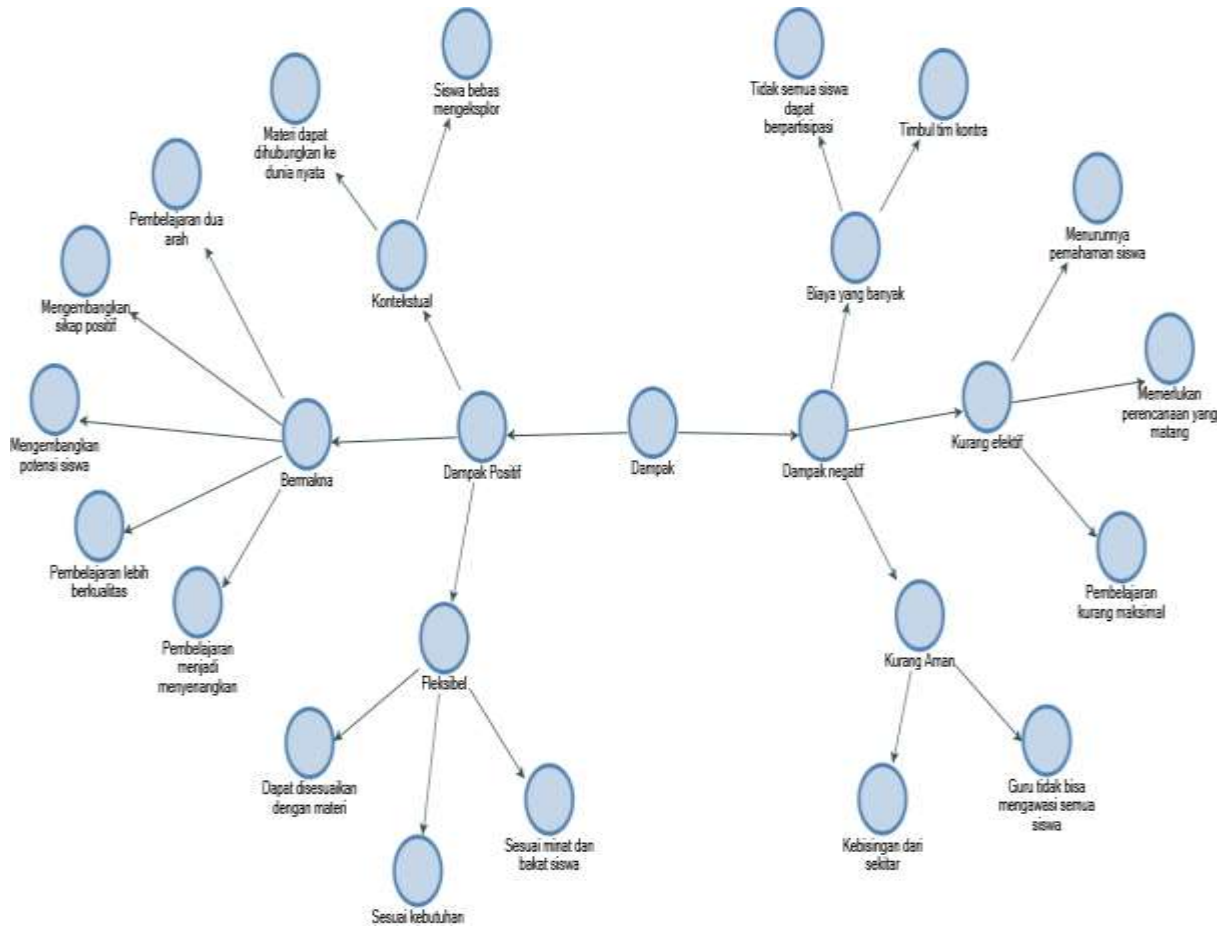 Siswa bebas
mengeksplor
Tidak semua siswa
dapat
berpartisipasi
Materi dapat
dihubungkan ke
dunia nyata
Timbul tim kontra
Pembelajaran dua
arah
Menurunnya
pemahaman siswa
Mengembangkan
sikap positif
Kontekstual
Biaya yang banyak
Memerlukan
perencanaan yang
matang
Mengembangkan
potensi siswa
Bermakna
Dampak Positif
Dampak
Dampak negatif
Kurang efektif
Pembelajaran lebih
berkualitas
Pembelajaran
kurang maksimal
Pembelajaran
menjadi
menyenangkan
Fleksibel
Kurang Aman
Dapat disesuaikan
dengan materi
Guru tidak bisa
mengawasi semua
siswa
Sesuai minat dan
bakat siswa
Kebisingan dari
sekitar
Sesuai kebutuhan